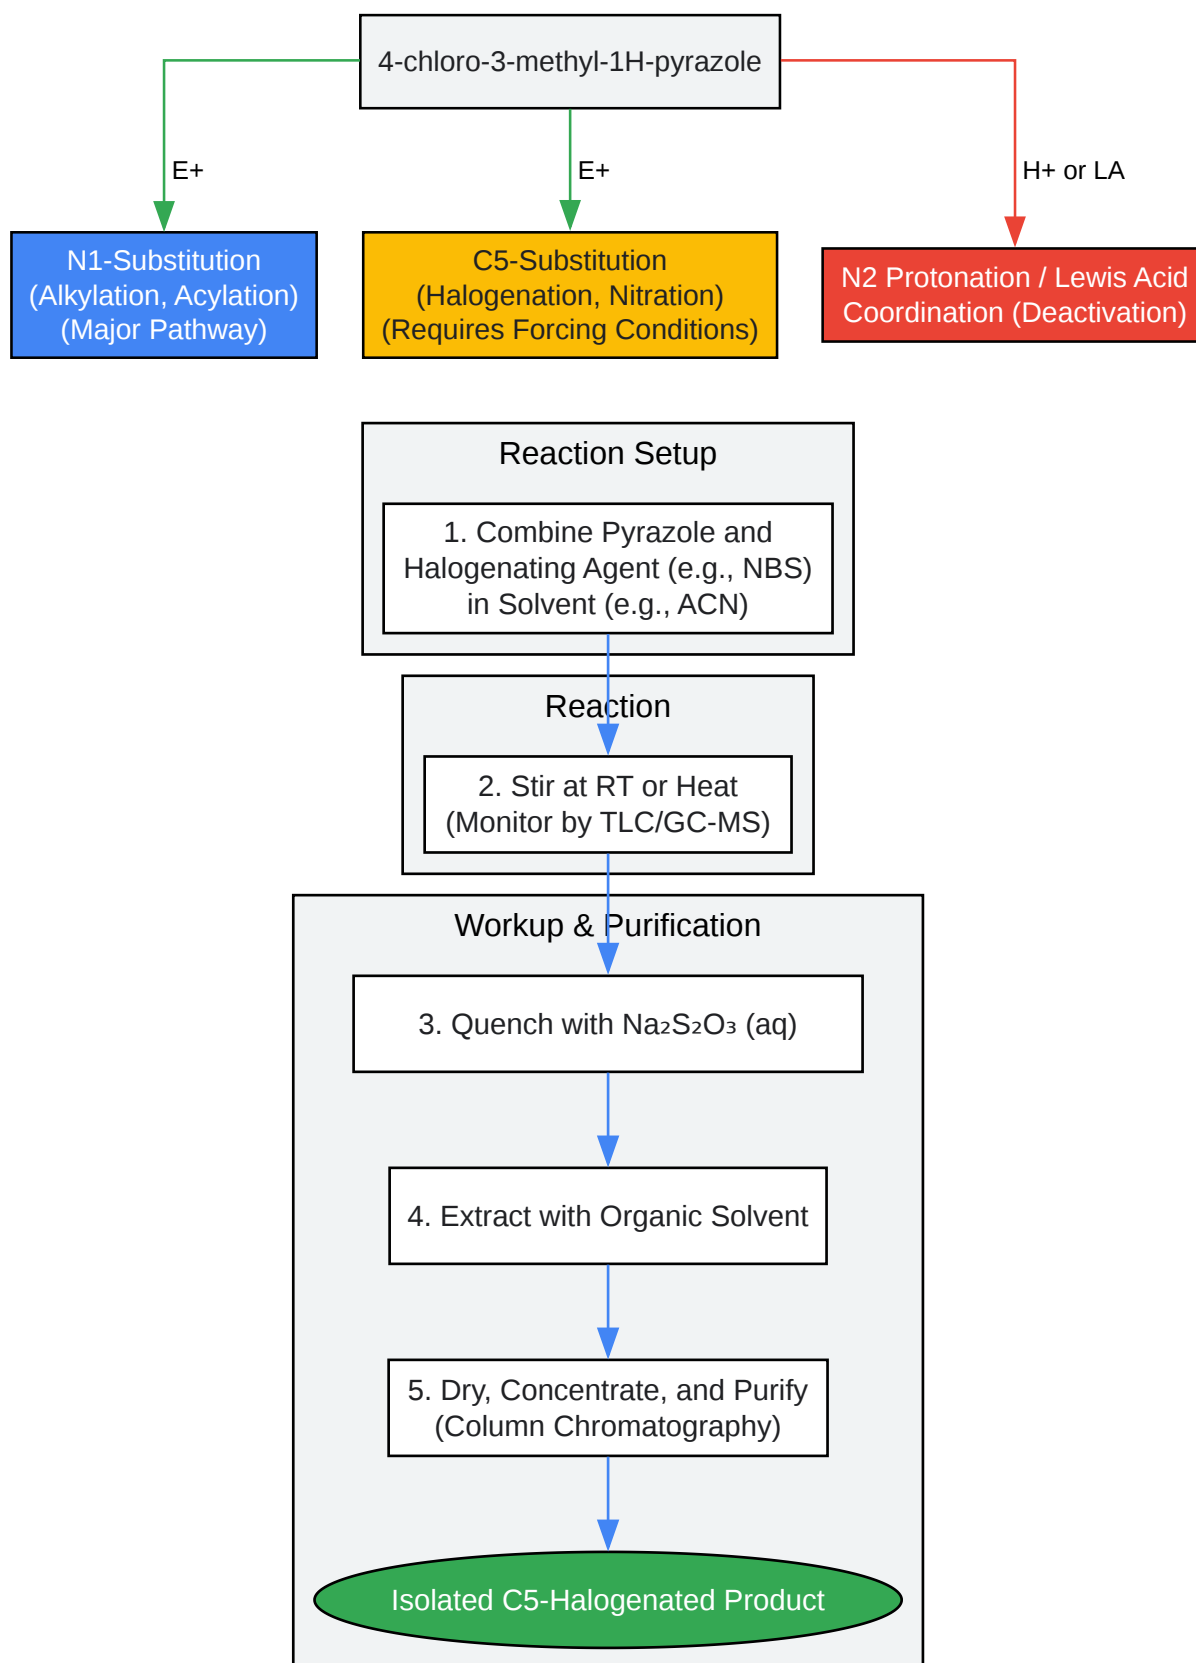 4-chloro-3-methyl-1H-pyrazole
E+
E+
H+ or LA
N1-Substitution
(Alkylation, Acylation)
(Major Pathway)
C5-Substitution
(Halogenation, Nitration)
(Requires Forcing Conditions)
N2 Protonation / Lewis Acid
Coordination (Deactivation)
Reaction Setup
1. Combine Pyrazole and
Halogenating Agent (e.g., NBS)
in Solvent (e.g., ACN)
Reaction
2. Stir at RT or Heat
(Monitor by TLC/GC-MS)
Workup & Purification
3. Quench with Na₂S₂O₃ (aq)
4. Extract with Organic Solvent
5. Dry, Concentrate, and Purify
(Column Chromatography)
Isolated C5-Halogenated Product